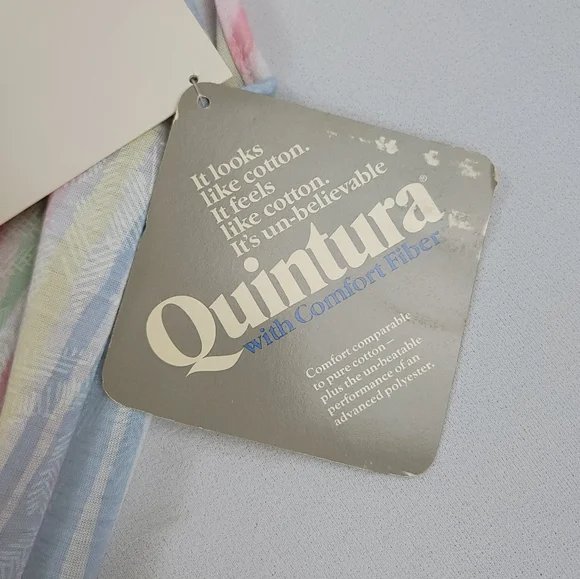 It looks
like cotton.
It feels
like cotton.
It's un-believable
Quintura®
with Comfort Fiber
Comfort comparable
to pure cotton—
plus the un-beatable
performance of an
advanced polyester.